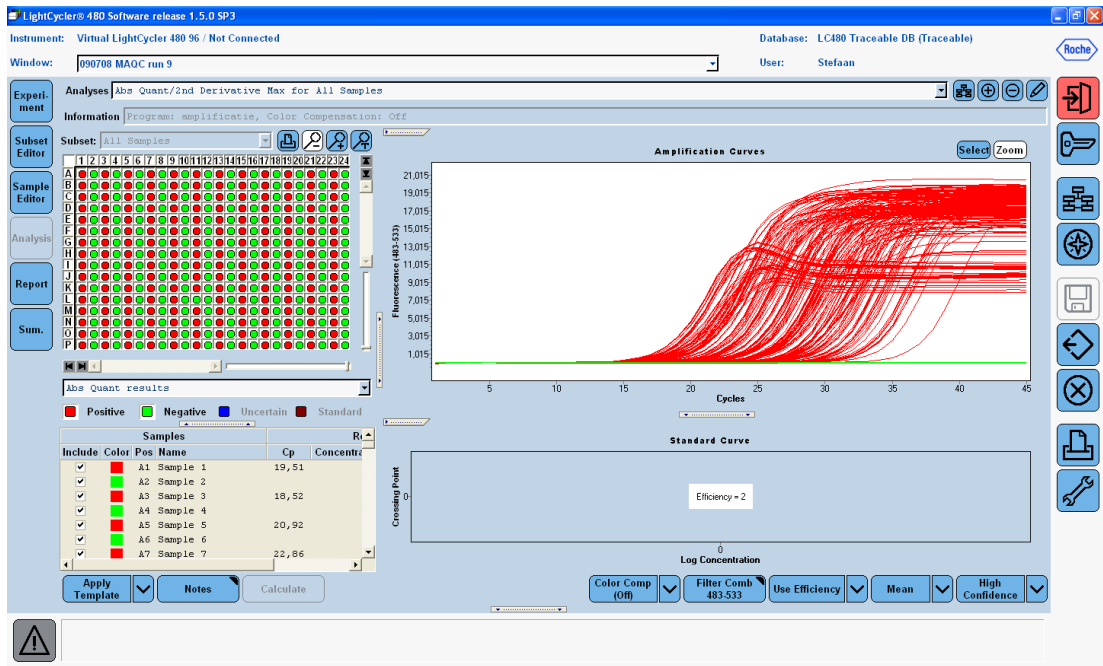 LightCycler® 480 Software release 1.5.0 SP3
Instrument: Virtual LightCycler 480 96 / Not Connected
Database: LC480 Traceable DB (Traceable)
Window: 090708 MAQC run 9
User: Stefaan
Roche
Experi-
ment
Subset
Editor
Sample
Editor
Analysis
Report
Sum.
Analyses Abs Quant/2nd Derivative Max for All Samples
Information Program: amplificatie, Color Compensation: Off
Subset: All Samples
1 2 3 4 5 6 7 8 9 10 11 12 13 14 15 16 17 18 19 20 21 22 23 24
A
B
C
D
E
F
G
H
I
J
K
L
M
N
O
P
Abs Quant results
Positive Negative Uncertain Standard
Samples Re
Include Color Pos Name Cp Concentra
A1 Sample 1 19,51
A2 Sample 2
A3 Sample 3 18,52
A4 Sample 4
A5 Sample 5 20,92
A6 Sample 6
A7 Sample 7 22,86
Amplification Curves
Select Zoom
Fluorescence (483-533)
21,015
19,015
17,015
15,015
13,015
11,015
9,015
7,015
5,015
3,015
1,015
5 10 15 20 25 30 35 40 45
Cycles
Standard Curve
Crossing Point
0
Efficiency = 2
0
Log Concentration
Apply
Template
Notes
Calculate
Color Comp
(Off)
Filter Comb
483-533
Use Efficiency
Mean
High
Confidence